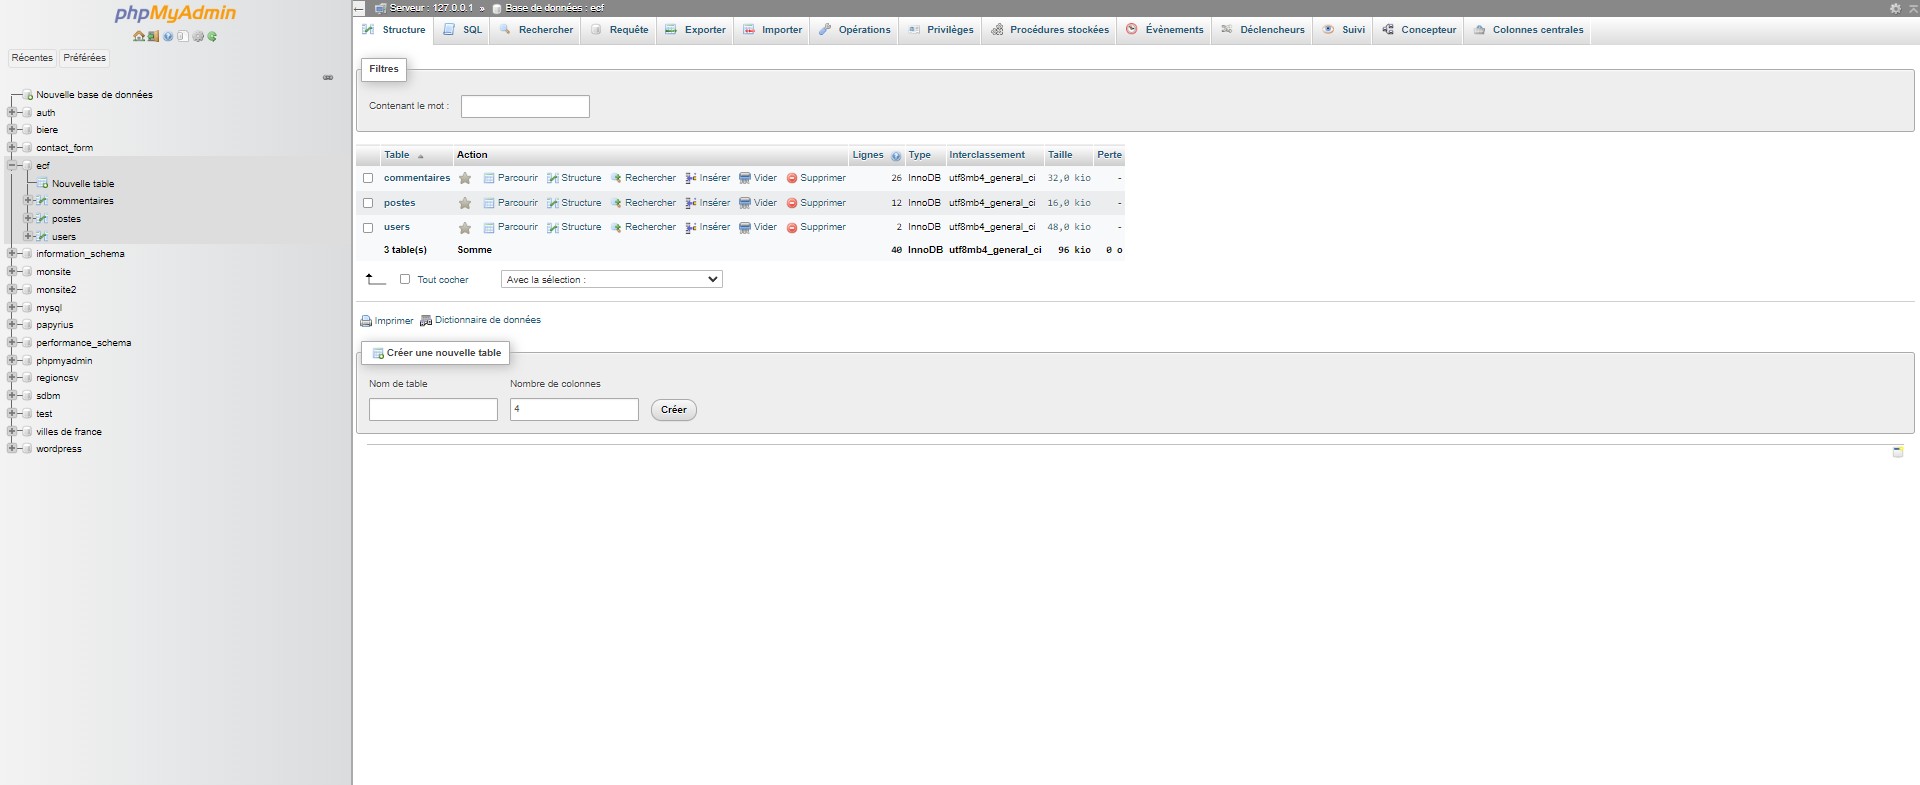 phpMyAdmin
Récentes Préférées
Nouvelle base de données
auth
biere
contact_form
ecf
Nouvelle table
commentaires
postes
users
information_schema
monsite
monsite2
mysql
papyrius
performance_schema
phpmyadmin
regioncsv
sdbm
test
villes de france
wordpress
Serveur : 127.0.0.1 » Base de données : ecf
Structure SQL Rechercher Requête Exporter Importer Opérations Privilèges Procédures stockées Évènements Déclencheurs Suivi Concepteur Colonnes centrales
Filtres
Contenant le mot :
Table Action Lignes Type Interclassement Taille Perte
commentaires Parcourir Structure Rechercher Insérer Vider Supprimer 26 InnoDB utf8mb4_general_ci 32,0 kio -
postes Parcourir Structure Rechercher Insérer Vider Supprimer 12 InnoDB utf8mb4_general_ci 16,0 kio -
users Parcourir Structure Rechercher Insérer Vider Supprimer 2 InnoDB utf8mb4_general_ci 48,0 kio -
3 table(s) Somme 40 InnoDB utf8mb4_general_ci 96 kio 0 o
Tout cocher Avec la sélection :
Imprimer Dictionnaire de données
Créer une nouvelle table
Nom de table Nombre de colonnes
4 Créer